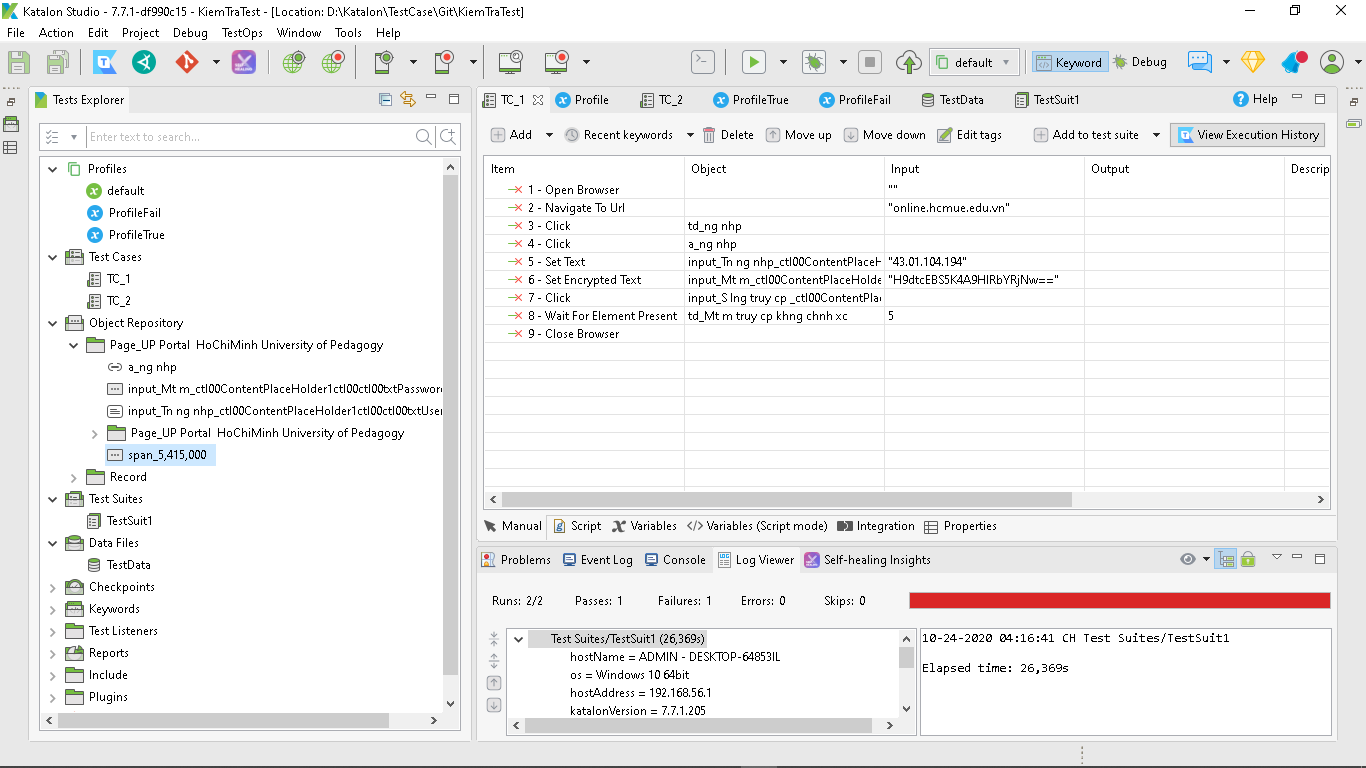 Katalon Studio - 7.7.1-df990c15 - KiemTraTest - [Location: D:\Katalon\TestCase\Git\KiemTraTest]
File Action Edit Project Debug TestOps Window Tools Help
default Keyword Debug
Tests Explorer
Enter text to search...
Profiles
default
ProfileFail
ProfileTrue
Test Cases
TC_1
TC_2
Object Repository
Page_UP Portal HoChiMinh University of Pedagogy
a_ng nhp
input_Mt m_ctl00ContentPlaceHolder1ctl00ctl00txtPassword
input_Tn ng nhp_ctl00ContentPlaceHolder1ctl00ctl00txtUse
Page_UP Portal HoChiMinh University of Pedagogy
span_5,415,000
Record
Test Suites
TestSuit1
Data Files
TestData
Checkpoints
Keywords
Test Listeners
Reports
Include
Plugins
TC_1 Profile TC_2 ProfileTrue ProfileFail TestData TestSuit1 Help
Add Recent keywords Delete Move up Move down Edit tags Add to test suite View Execution History
Item Object Input Output Descrip
1 - Open Browser ""
2 - Navigate To Url "online.hcmue.edu.vn"
3 - Click td_ng nhp
4 - Click a_ng nhp
5 - Set Text input_Tn ng nhp_ctl00ContentPlaceH "43.01.104.194"
6 - Set Encrypted Text input_Mt m_ctl00ContentPlaceHolde "H9dtcEBS5K4A9HlRbYRjNw=="
7 - Click input_S lng truy cp _ctl00ContentPla
8 - Wait For Element Present td_Mt m truy cp khng chnh xc 5
9 - Close Browser
Manual Script Variables Variables (Script mode) Integration Properties
Problems Event Log Console Log Viewer Self-healing Insights
Runs: 2/2 Passes: 1 Failures: 1 Errors: 0 Skips: 0
Test Suites/TestSuit1 (26,369s)
hostName = ADMIN - DESKTOP-64853IL
os = Windows 10 64bit
hostAddress = 192.168.56.1
katalonVersion = 7.7.1.205
10-24-2020 04:16:41 CH Test Suites/TestSuit1
Elapsed time: 26,369s